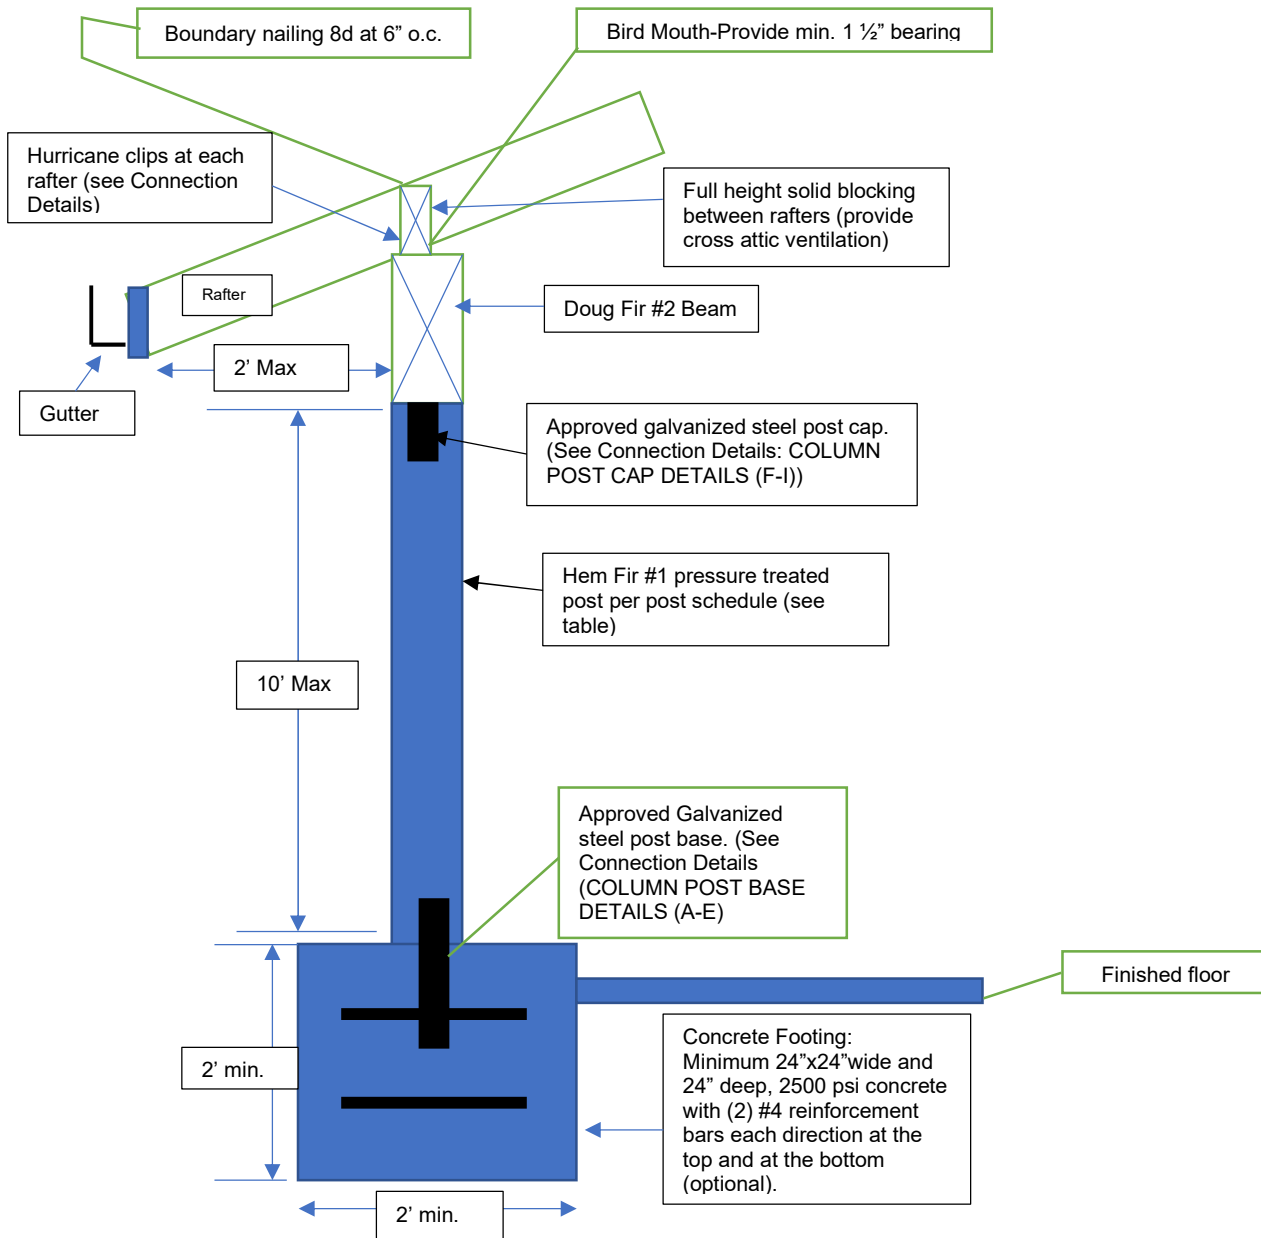 Boundary nailing 8d at 6” o.c.
Bird Mouth-Provide min. 1 ½” bearing
Hurricane clips at each
rafter (see Connection
Details)
Full height solid blocking
between rafters (provide
cross attic ventilation)
Rafter
Doug Fir #2 Beam
2’ Max
Gutter
Approved galvanized steel post cap.
(See Connection Details: COLUMN
POST CAP DETAILS (F-I))
Hem Fir #1 pressure treated
post per post schedule (see
table)
10’ Max
Approved Galvanized
steel post base. (See
Connection Details
(COLUMN POST BASE
DETAILS (A-E)
Finished floor
2’ min.
Concrete Footing:
Minimum 24”x24”wide and
24” deep, 2500 psi concrete
with (2) #4 reinforcement
bars each direction at the
top and at the bottom
(optional).
2’ min.